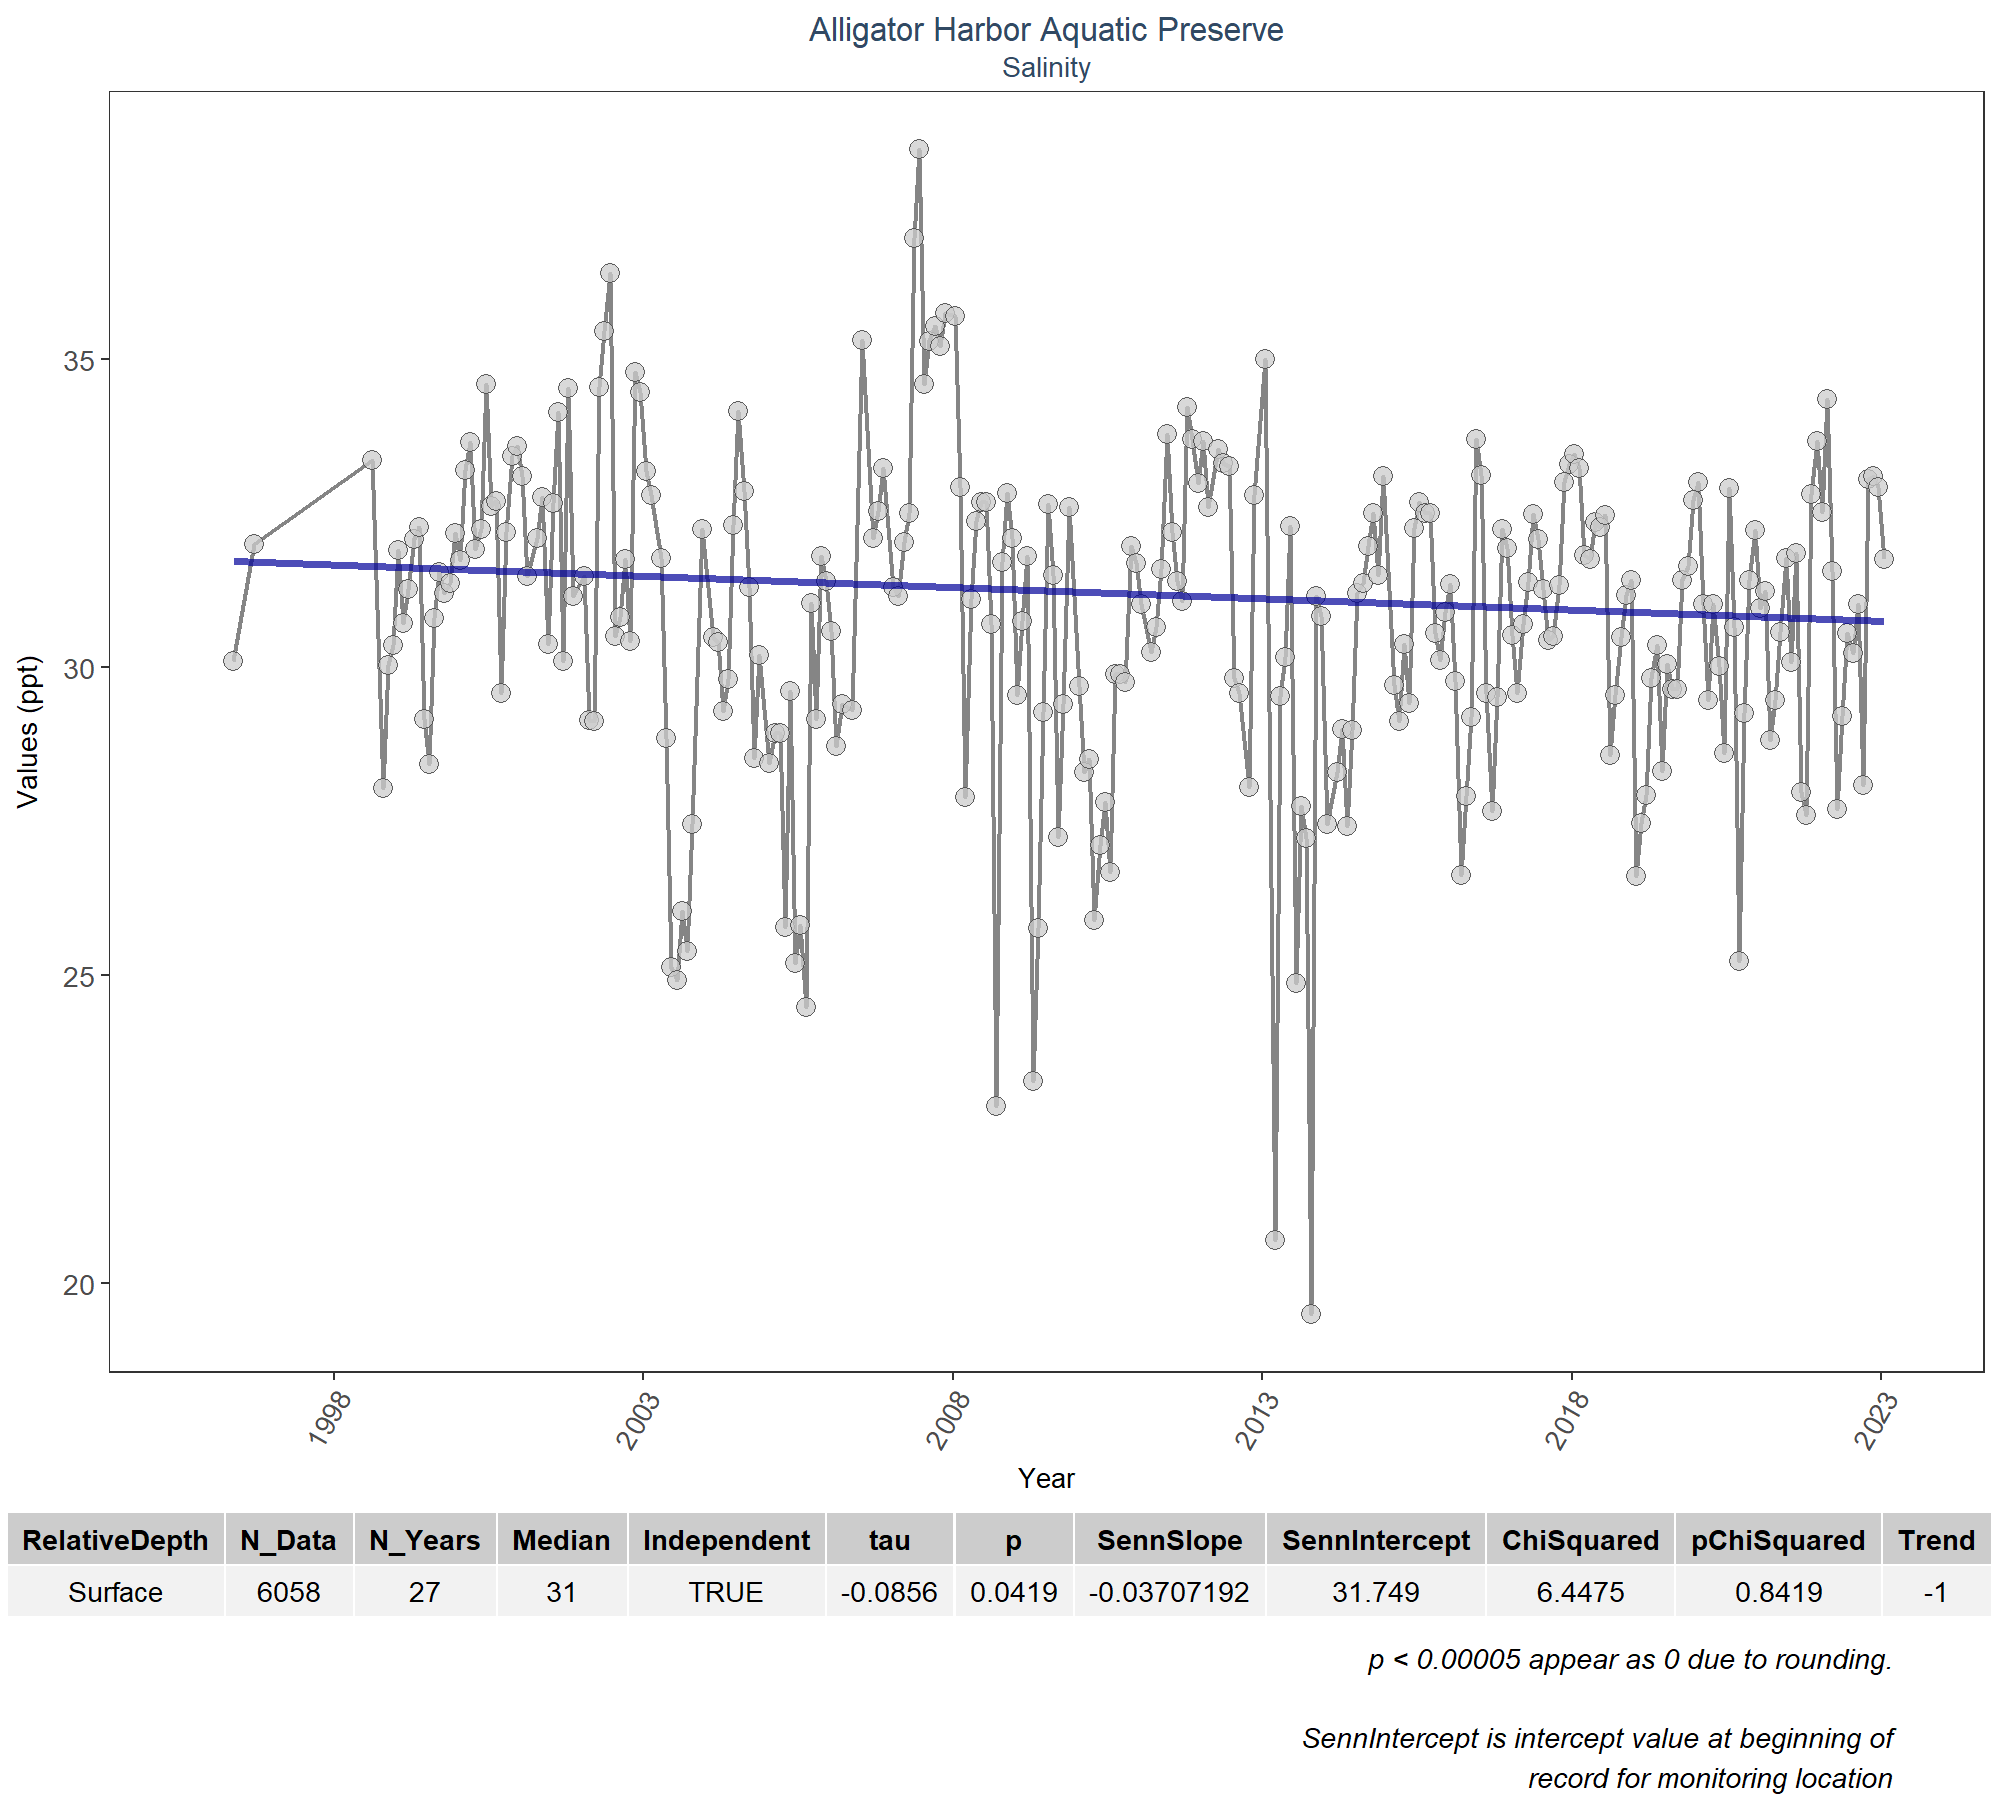 Alligator Harbor Aquatic Preserve
Salinity
Values (ppt)
35
30
25
20
1998 2003 2008 2013 2018 2023
Year
RelativeDepth N_Data N_Years Median Independent tau p SennSlope SennIntercept ChiSquared pChiSquared Trend
Surface 6058 27 31 TRUE -0.0856 0.0419 -0.03707192 31.749 6.4475 0.8419 -1
p < 0.00005 appear as 0 due to rounding.
SennIntercept is intercept value at beginning of
record for monitoring location